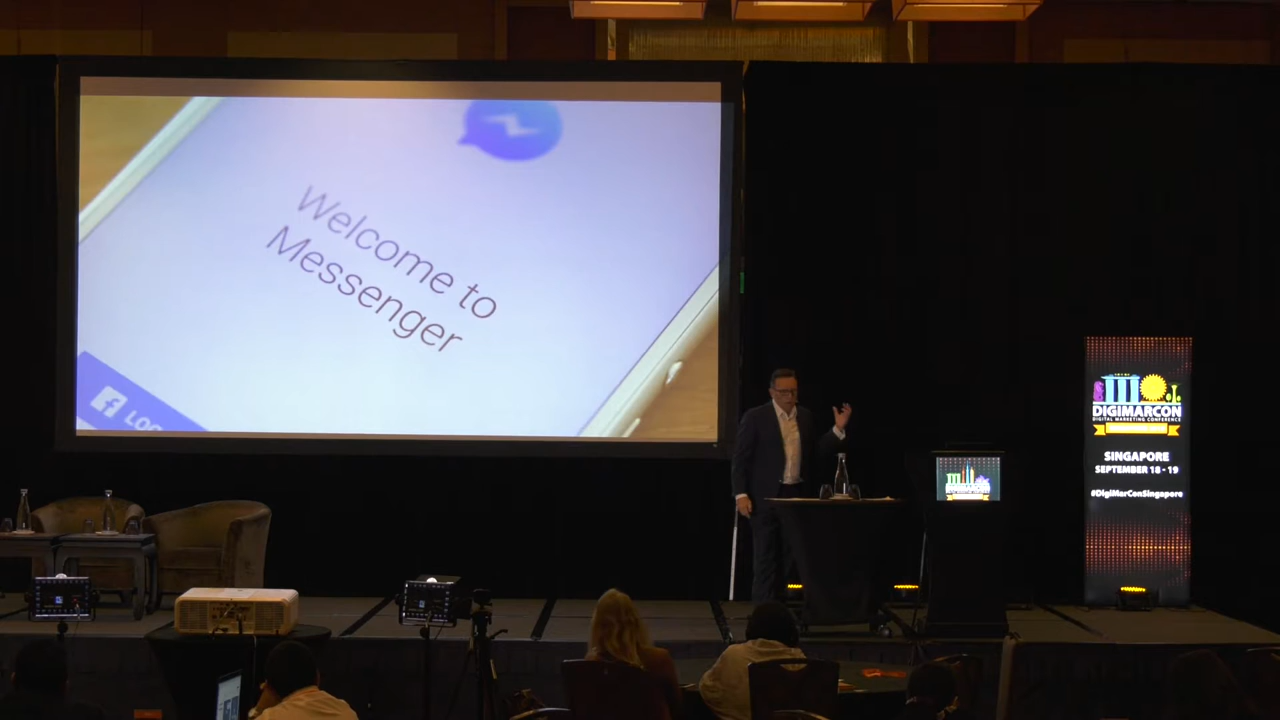 Welcome to
Messenger
DIGIMARCON
DIGITAL MARKETING CONFERENCE
SINGAPORE
SEPTEMBER 18 - 19
#DigiMarConSingapore